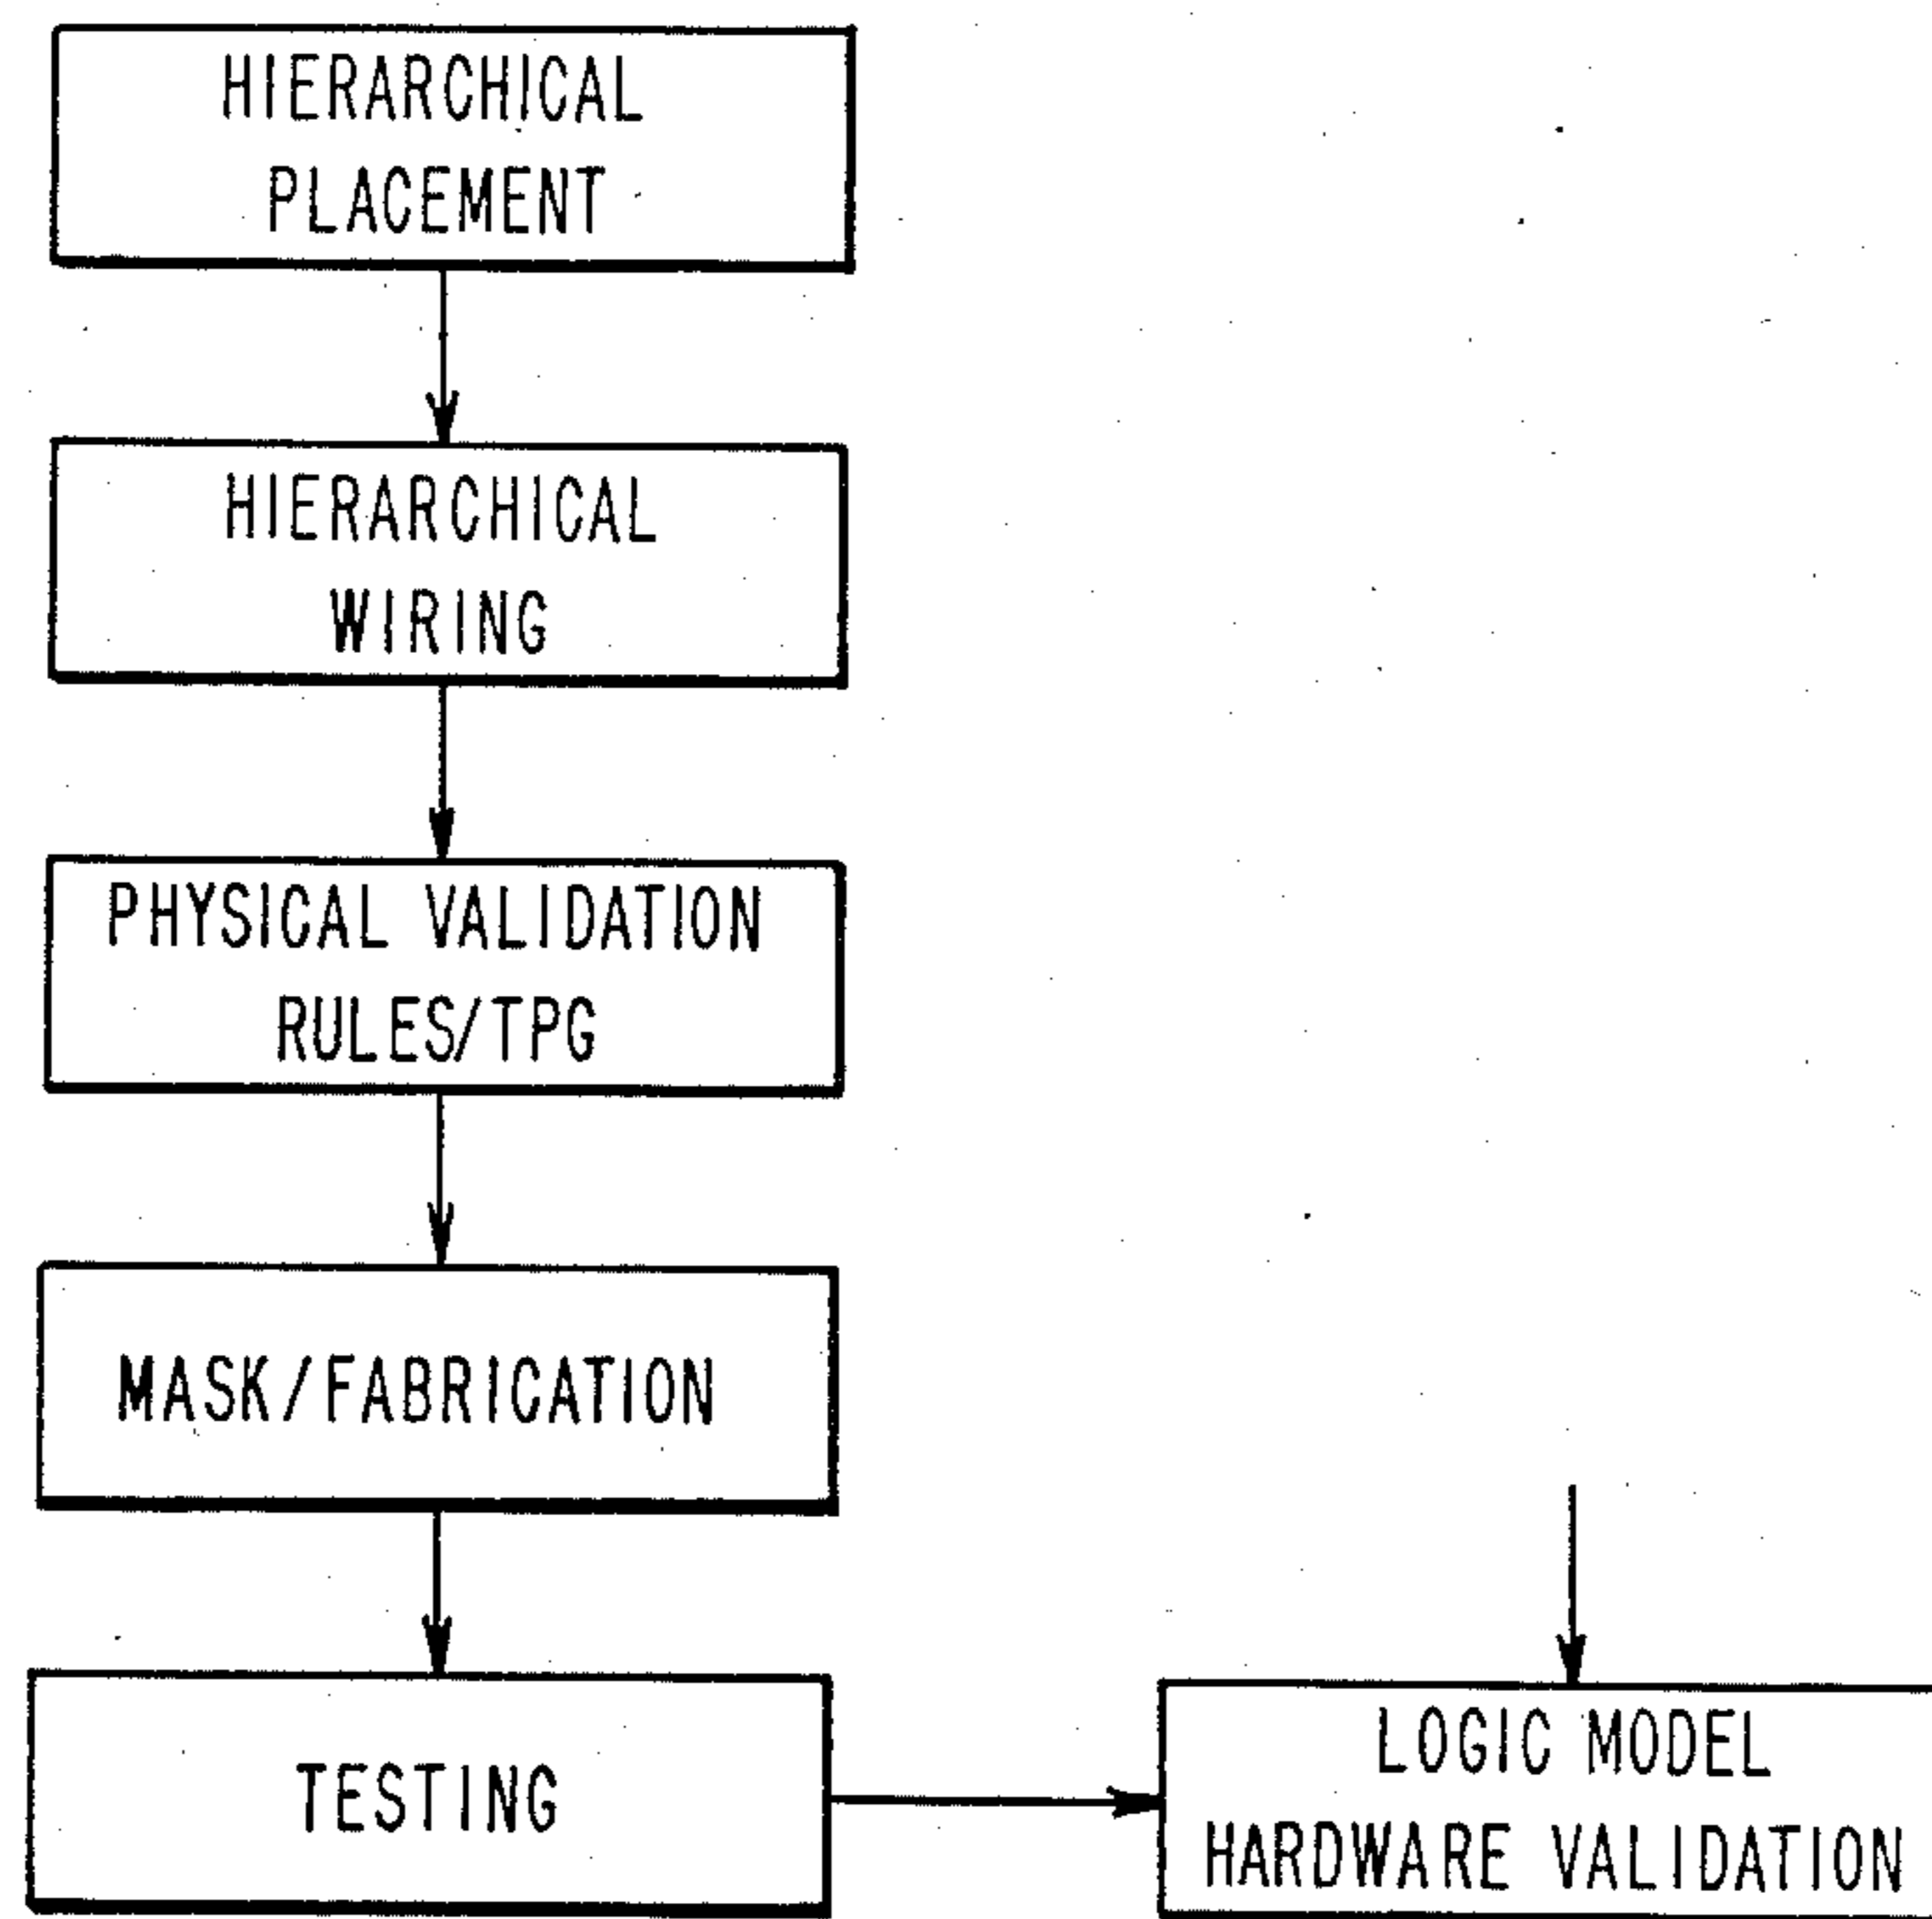 HIERARCHICAL
PLACEMENT
HIERARCHICAL
WIRING
PHYSICAL VALIDATION
RULES/TPG
MASK/FABRICATION
TESTING
LOGIC MODEL
HARDWARE VALIDATION